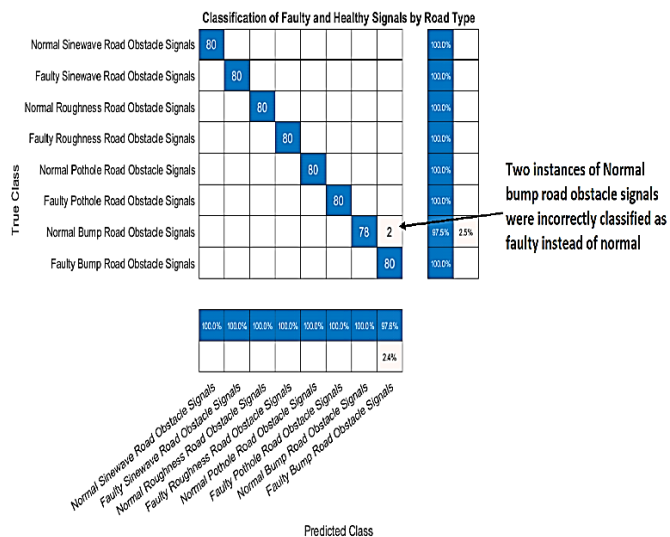 Classification of Faulty and Healthy Signals by Road Type
True Class
Normal Sinewave Road Obstacle Signals
80
100.0%
Faulty Sinewave Road Obstacle Signals
80
100.0%
Normal Roughness Road Obstacle Signals
80
100.0%
Faulty Roughness Road Obstacle Signals
80
100.0%
Normal Pothole Road Obstacle Signals
80
100.0%
Faulty Pothole Road Obstacle Signals
80
100.0%
Normal Bump Road Obstacle Signals
78 2
97.5% 2.5%
Faulty Bump Road Obstacle Signals
80
100.0%
Two instances of Normal
bump road obstacle signals
were incorrectly classified as
faulty instead of normal
100.0% 100.0% 100.0% 100.0% 100.0% 100.0% 100.0% 97.6%
2.4%
Normal Sinewave Road Obstacle Signals
Faulty Sinewave Road Obstacle Signals
Normal Roughness Road Obstacle Signals
Faulty Roughness Road Obstacle Signals
Normal Pothole Road Obstacle Signals
Faulty Pothole Road Obstacle Signals
Normal Bump Road Obstacle Signals
Faulty Bump Road Obstacle Signals
Predicted Class